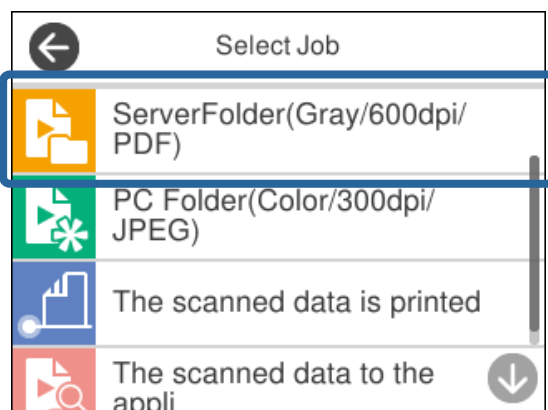 Select Job
ServerFolder(Gray/600dpi/
PDF)
PC Folder(Color/300dpi/
JPEG)
The scanned data is printed
The scanned data to the
appli